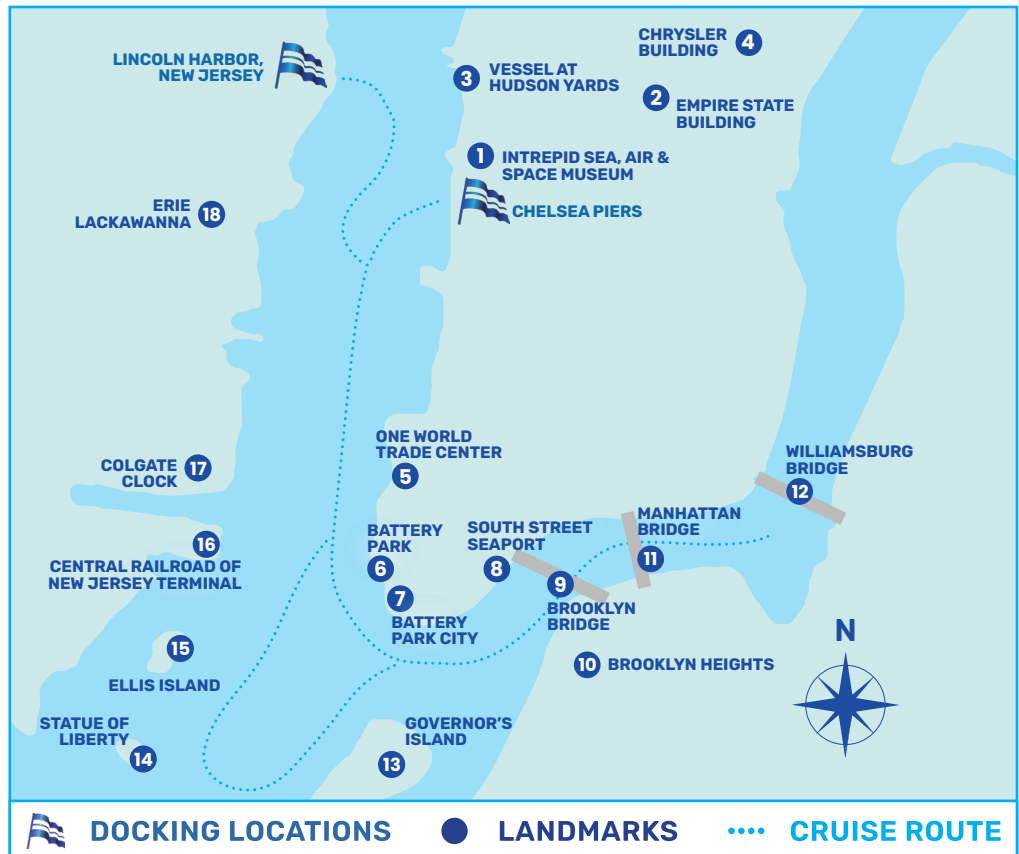 LINCOLN HARBOR,
NEW JERSEY
CHRYSLER
BUILDING
4
3
VESSEL AT
HUDSON YARDS
2
EMPIRE STATE
BUILDING
1
INTREPID SEA, AIR &
SPACE MUSEUM
CHELSEA PIERS
ERIE
LACKAWANNA
18
ONE WORLD
TRADE CENTER
5
COLGATE
CLOCK
17
WILLIAMSBURG
BRIDGE
12
MANHATTAN
BRIDGE
11
BATTERY
PARK
6
SOUTH STREET
SEAPORT
8
16
CENTRAL RAILROAD OF
NEW JERSEY TERMINAL
7
BATTERY
PARK CITY
9
BROOKLYN
BRIDGE
15
ELLIS ISLAND
10 BROOKLYN HEIGHTS
N
STATUE OF
LIBERTY
14
GOVERNOR'S
ISLAND
13
DOCKING LOCATIONS
LANDMARKS
CRUISE ROUTE